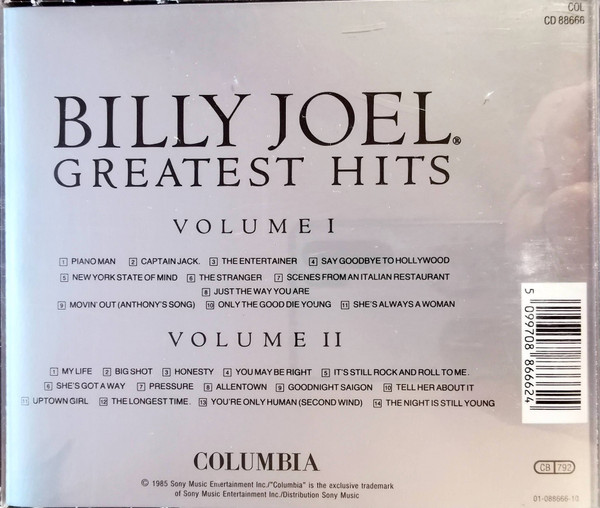 COL
CD 88666
BILLY JOEL®
GREATEST HITS
VOLUME I
1 PIANO MAN 2 CAPTAIN JACK. 3 THE ENTERTAINER 4 SAY GOODBYE TO HOLLYWOOD
5 NEW YORK STATE OF MIND 6 THE STRANGER 7 SCENES FROM AN ITALIAN RESTAURANT
8 JUST THE WAY YOU ARE
9 MOVIN' OUT (ANTHONY'S SONG) 10 ONLY THE GOOD DIE YOUNG 11 SHE'S ALWAYS A WOMAN
VOLUME II
1 MY LIFE 2 BIG SHOT 3 HONESTY 4 YOU MAY BE RIGHT 5 IT'S STILL ROCK AND ROLL TO ME.
6 SHE'S GOT A WAY 7 PRESSURE 8 ALLENTOWN 9 GOODNIGHT SAIGON 10 TELL HER ABOUT IT
11 UPTOWN GIRL 12 THE LONGEST TIME. 13 YOU'RE ONLY HUMAN (SECOND WIND) 14 THE NIGHT IS STILL YOUNG
5 099708 866624
COLUMBIA
© 1985 Sony Music Entertainment Inc./"Columbia" is the exclusive trademark
of Sony Music Entertainment Inc./Distribution Sony Music
CB 792
01-088666-10